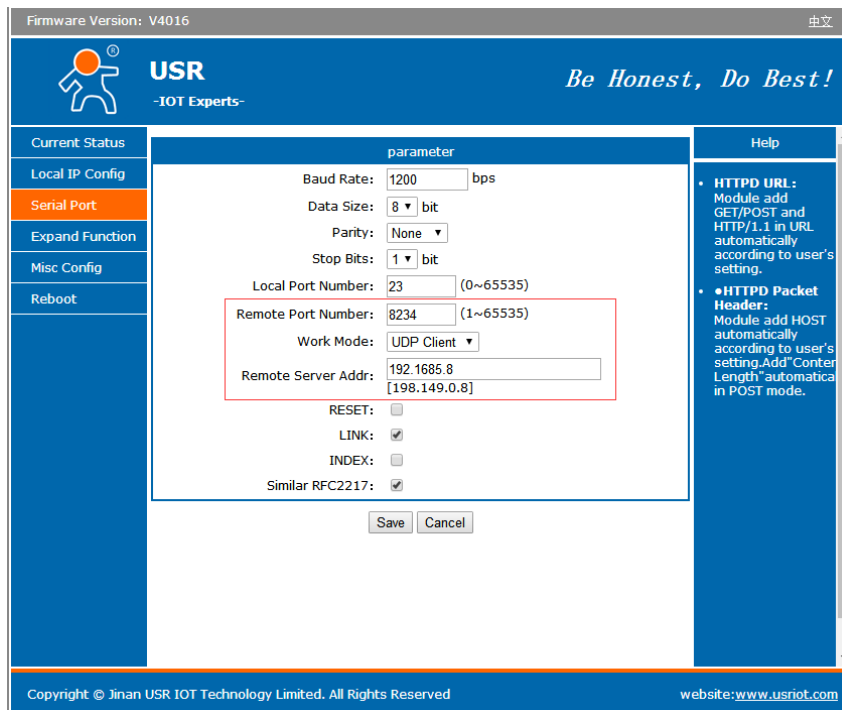 Firmware Version: V4016
中文
®
USR
-IOT Experts-
Be Honest, Do Best!
Current Status
Local IP Config
Serial Port
Expand Function
Misc Config
Reboot
parameter
Baud Rate: 1200 bps
Data Size: 8 bit
Parity: None
Stop Bits: 1 bit
Local Port Number: 23 (0~65535)
Remote Port Number: 8234 (1~65535)
Work Mode: UDP Client
Remote Server Addr: 192.1685.8
[198.149.0.8]
RESET:
LINK:
INDEX:
Similar RFC2217:
Save Cancel
Help
• HTTPD URL:
Module add
GET/POST and
HTTP/1.1 in URL
automatically
according to user's
setting.
• ●HTTPD Packet
Header:
Module add HOST
automatically
according to user's
setting.Add"Conter
Length"automatica
in POST mode.
Copyright © Jinan USR IOT Technology Limited. All Rights Reserved
website:www.usriot.com